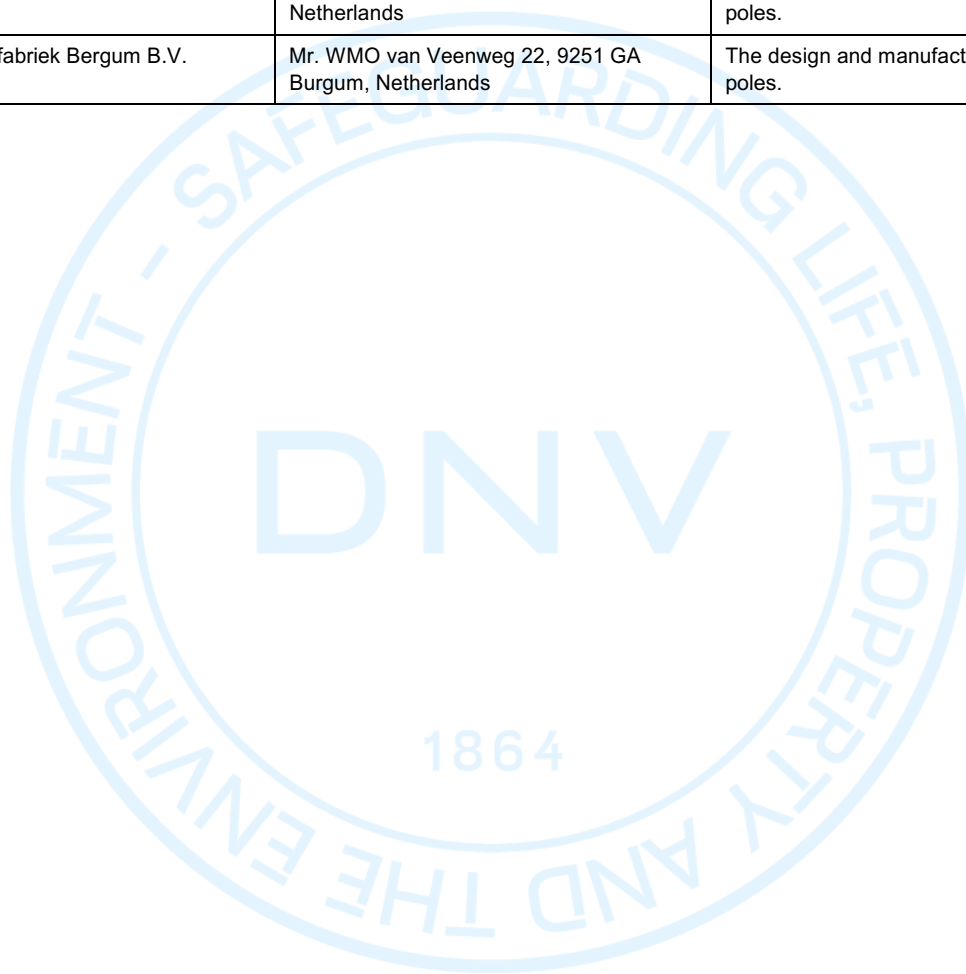 Netherlands
poles.
fabriek Bergum B.V.
Mr. WMO van Veenweg 22, 9251 GA
Burgum, Netherlands
The design and manufact
poles.
SAFEGUARDING LIFE, PROPERTY AND THE ENVIRONMENT -
DNV
1864